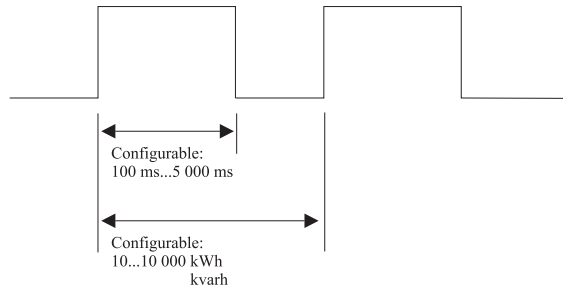 Configurable:
100 ms...5 000 ms
Configurable:
10...10 000 kWh
kvarh